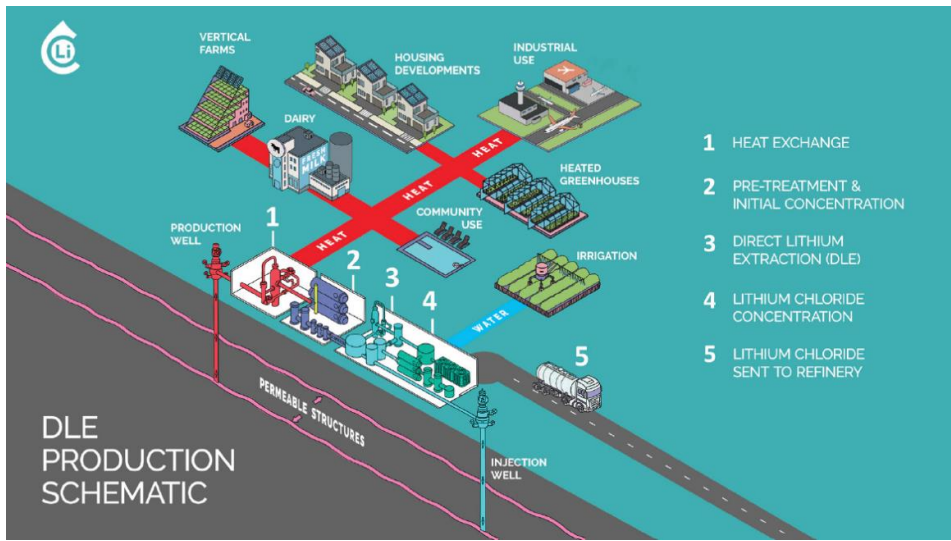 Li
VERTICAL
FARMS
HOUSING
DEVELOPMENTS
INDUSTRIAL
USE
DAIRY
FRESH
MILK
HEAT
HEAT
HEAT
HEATED
GREENHOUSES
COMMUNITY
USE
PRODUCTION
WELL
IRRIGATION
WATER
1
2
3
4
5
PERMEABLE STRUCTURES
INJECTION
WELL
DLE
PRODUCTION
SCHEMATIC
1 HEAT EXCHANGE
2 PRE-TREATMENT &
INITIAL CONCENTRATION
3 DIRECT LITHIUM
EXTRACTION (DLE)
4 LITHIUM CHLORIDE
CONCENTRATION
5 LITHIUM CHLORIDE
SENT TO REFINERY